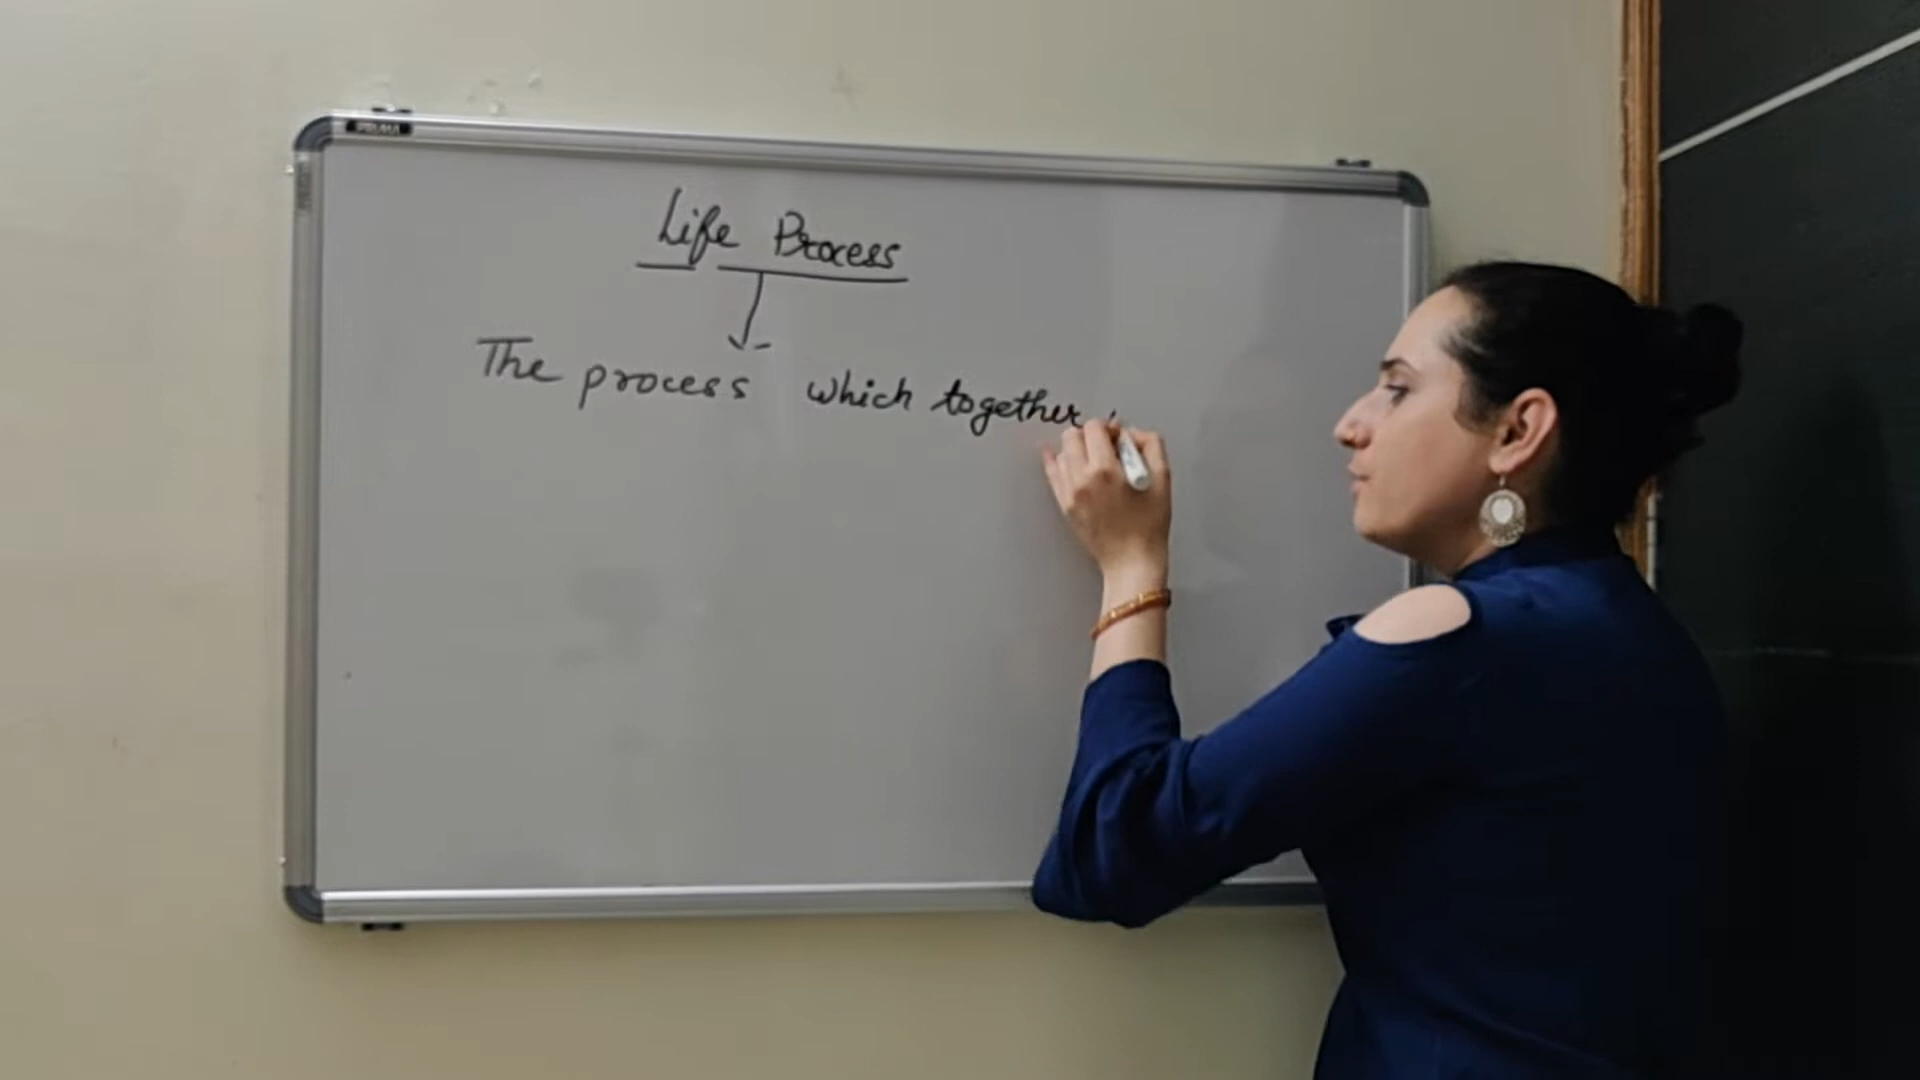 Life Process
The process which together